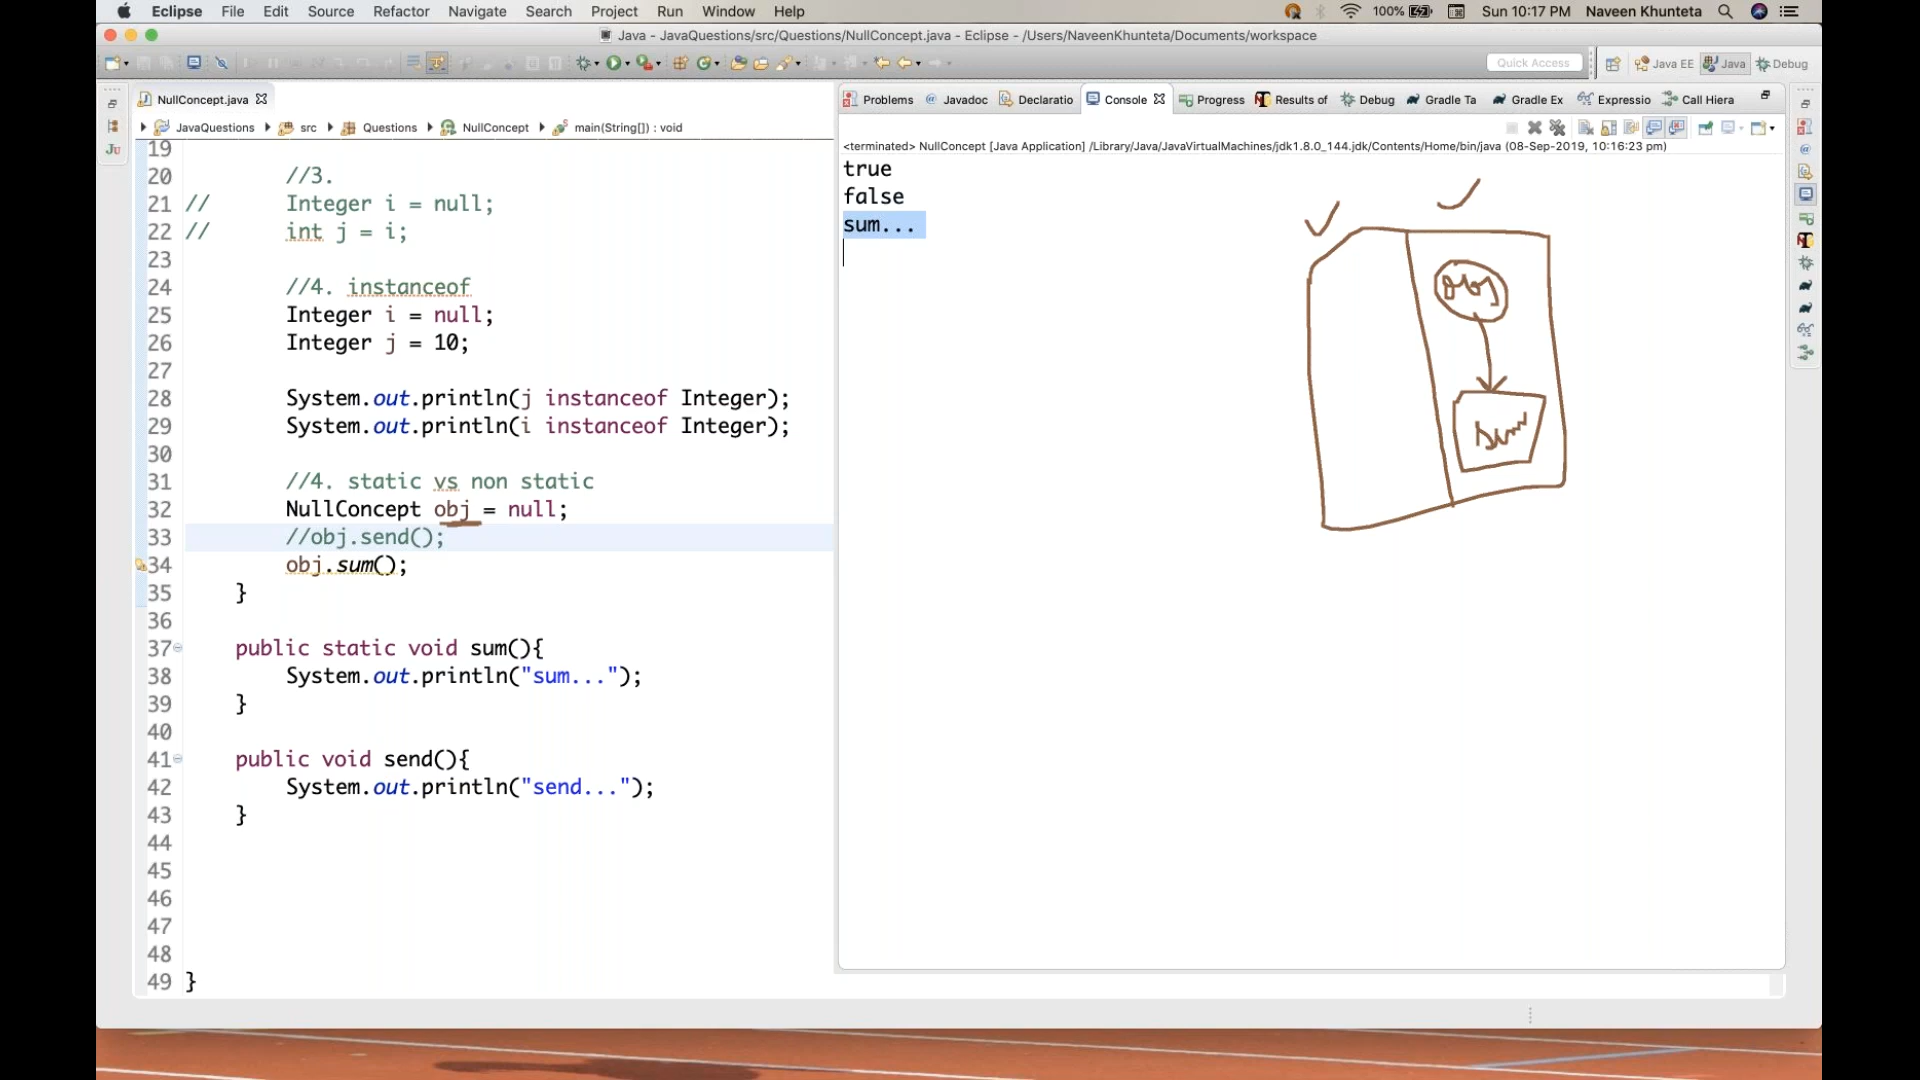 Eclipse File Edit Source Refactor Navigate Search Project Run Window Help 100% Sun 10:17 PM Naveen Khunteta
Java - JavaQuestions/src/Questions/NullConcept.java - Eclipse - /Users/NaveenKhunteta/Documents/workspace
Quick Access Java EE Java Debug
NullConcept.java
JavaQuestions src Questions NullConcept main(String[]) : void
19
20 //3.
21 // Integer i = null;
22 // int j = i;
23
24 //4. instanceof
25 Integer i = null;
26 Integer j = 10;
27
28 System.out.println(j instanceof Integer);
29 System.out.println(i instanceof Integer);
30
31 //4. static vs non static
32 NullConcept obj = null;
33 //obj.send();
34 obj.sum();
35 }
36
37 public static void sum(){
38 System.out.println("sum...");
39 }
40
41 public void send(){
42 System.out.println("send...");
43 }
44
45
46
47
48
49 }
Problems @ Javadoc Declaratio Console Progress Results of Debug Gradle Ta Gradle Ex Expressio Call Hiera
<terminated> NullConcept [Java Application] /Library/Java/JavaVirtualMachines/jdk1.8.0_144.jdk/Contents/Home/bin/java (08-Sep-2019, 10:16:23 pm)
true
false
sum...
JU